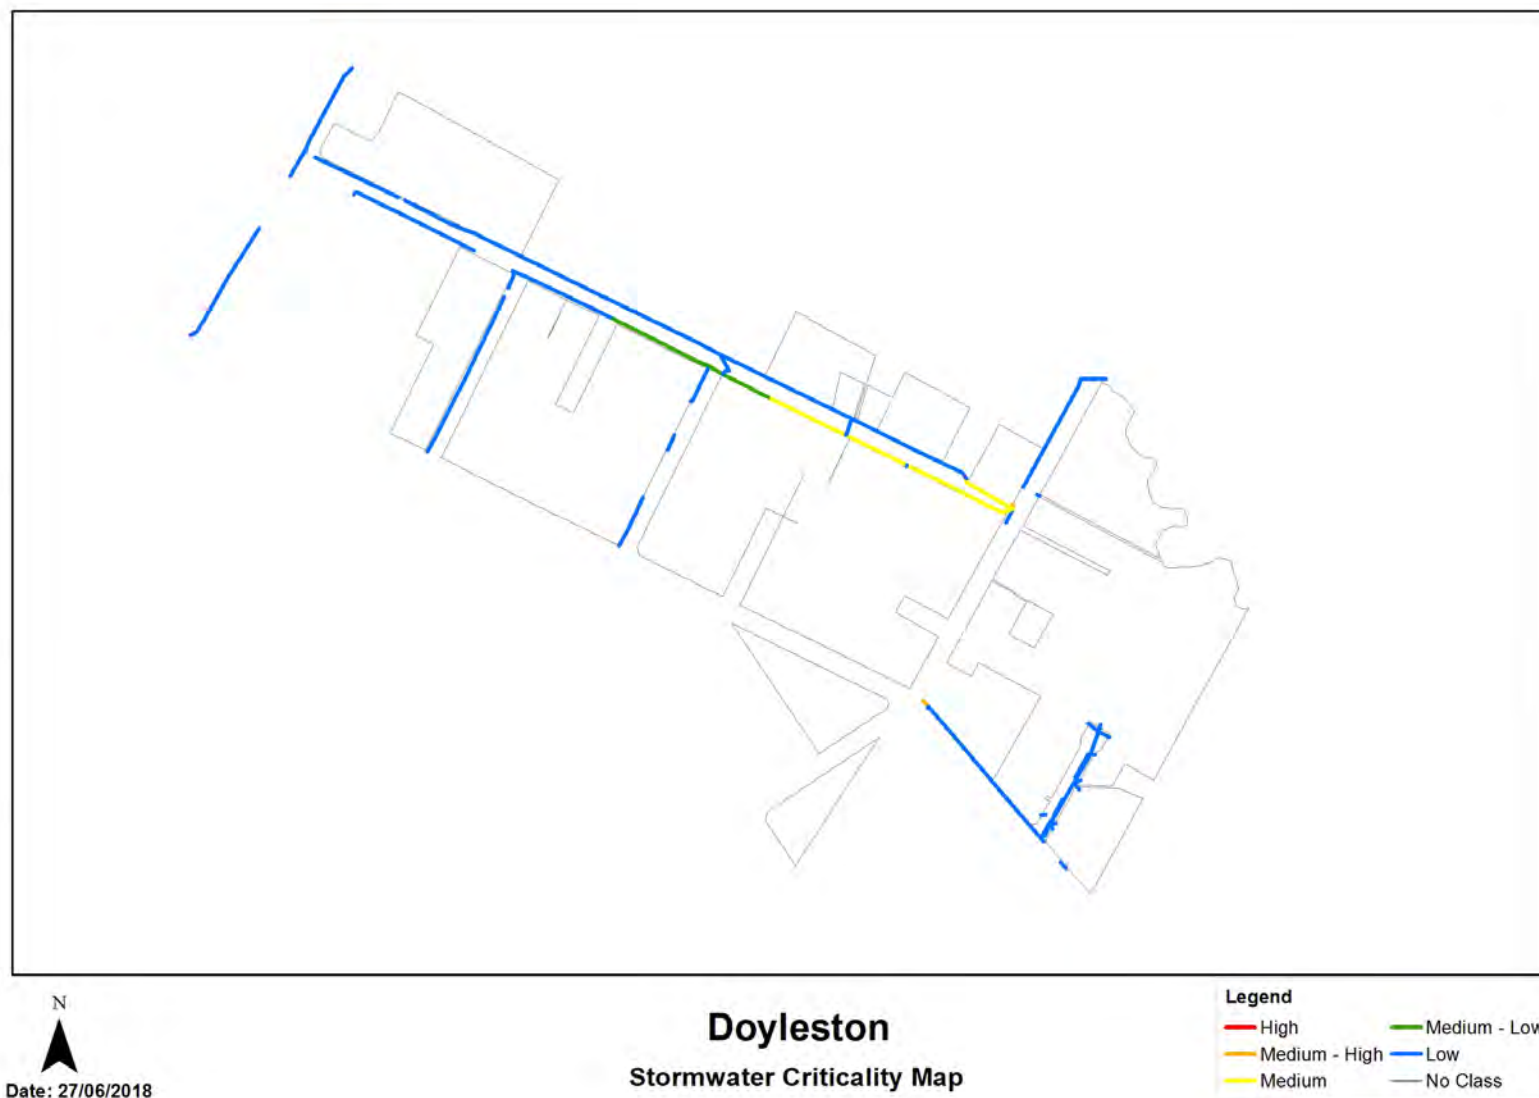 N
Date: 27/06/2018
Doyleston
Stormwater Criticality Map
Legend
High
Medium - High
Medium
Medium - Low
Low
No Class